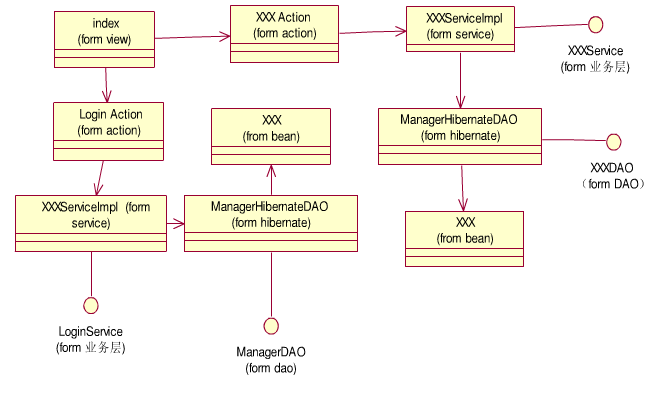 index
(form view)
XXX Action
(form action)
XXXServiceImpl
(form service)
XXXService
(form 业务层)
Login Action
(form action)
XXX
(from bean)
ManagerHibernateDAO
(form hibernate)
XXXDAO
（form DAO）
XXXServiceImpl (form
service)
ManagerHibernateDAO
(form hibernate)
XXX
(from bean)
LoginService
(form 业务层)
ManagerDAO
(form dao)